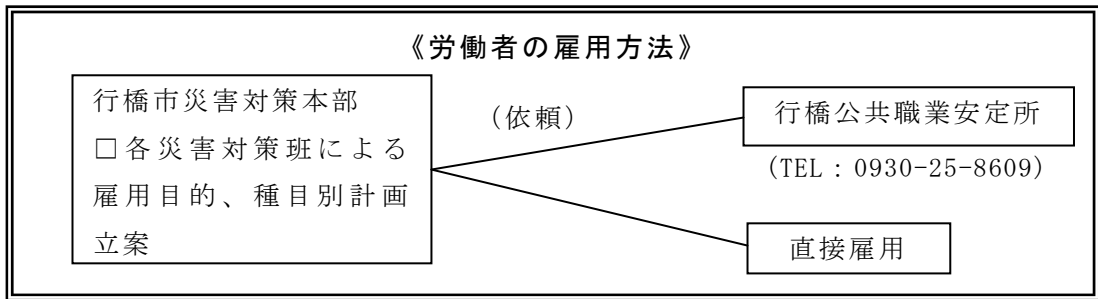 《労働者の雇用方法》
行橋市災害対策本部
□各災害対策班による
雇用目的、種目別計画
立案
（依頼）
行橋公共職業安定所
（TEL：0930-25-8609）
直接雇用